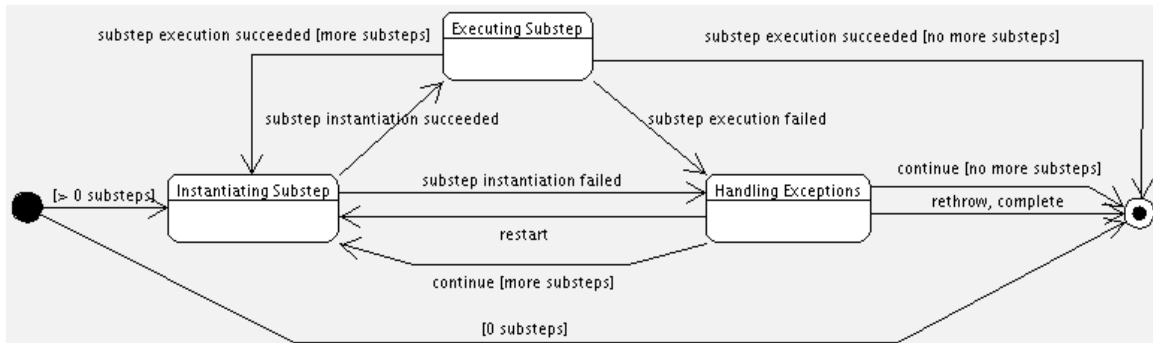 Executing Substep
substep execution succeeded [more substeps]
substep execution succeeded [no more substeps]
substep instantiation succeeded
substep execution failed
[> 0 substeps]
Instantiating Substep
substep instantiation failed
Handling Exceptions
continue [no more substeps]
rethrow, complete
restart
continue [more substeps]
[0 substeps]